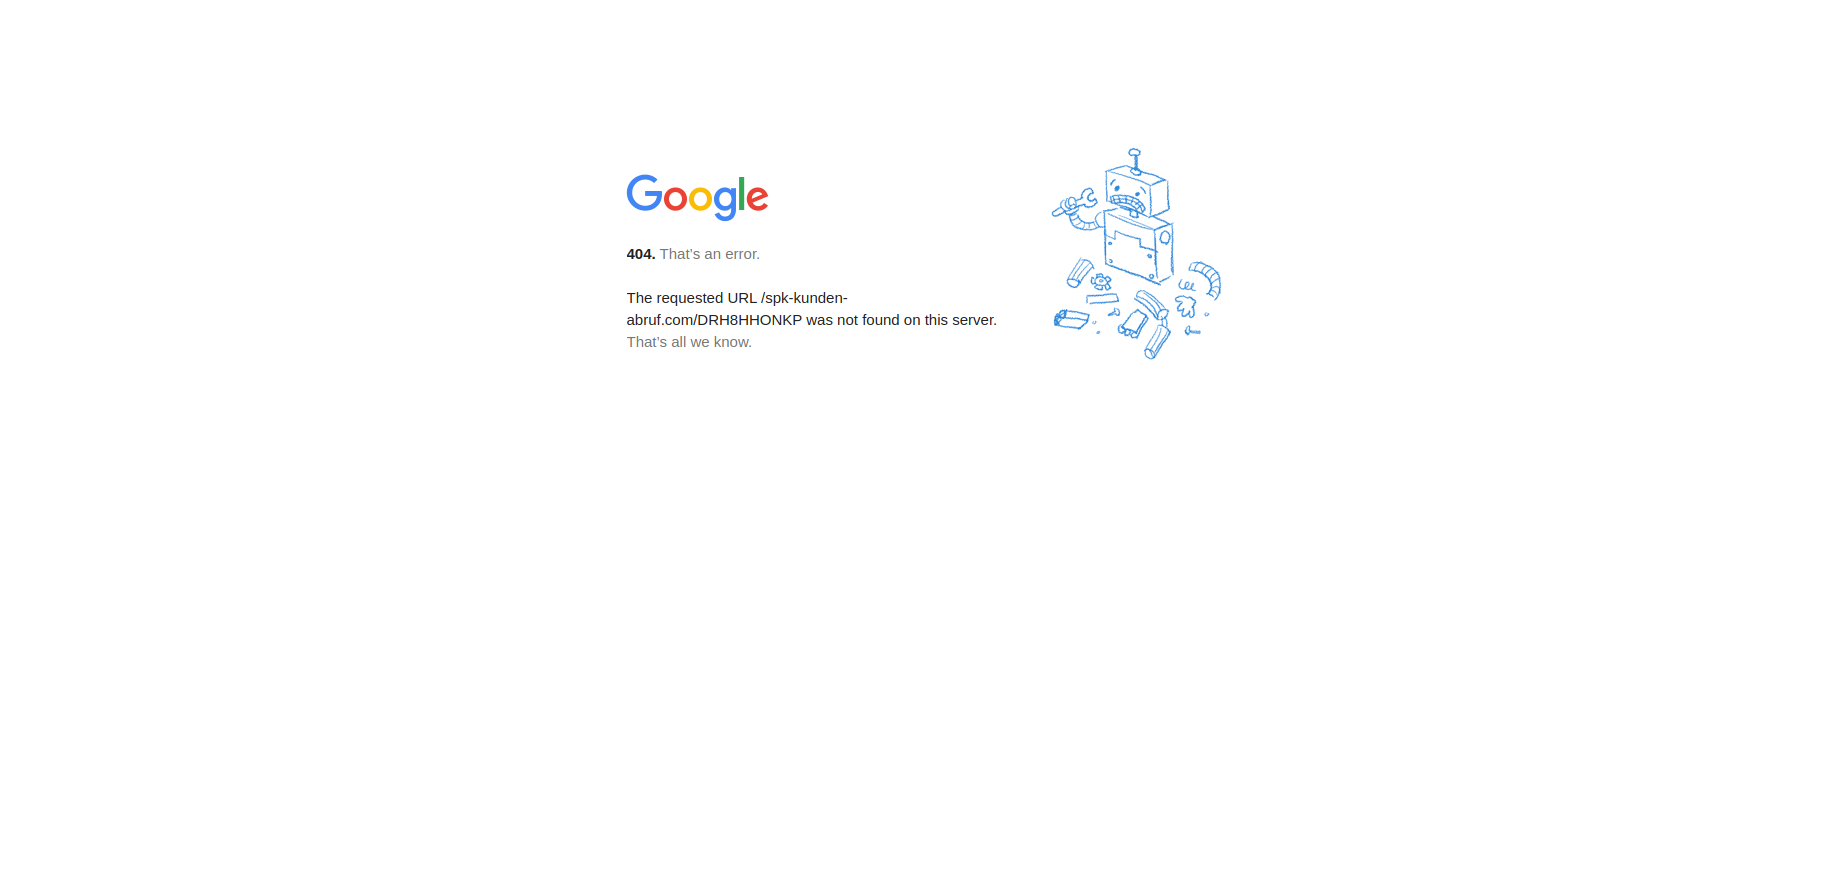 Google
404. That’s an error.
The requested URL /spk-kunden-
abruf.com/DRH8HHONKP was not found on this server.
That’s all we know.